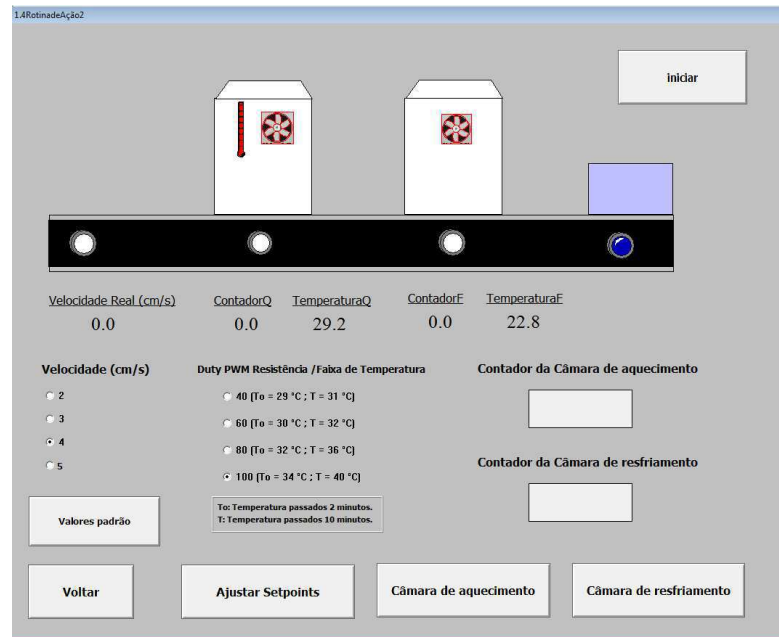 1.4RotinadeAção2
iniciar
Velocidade Real (cm/s) ContadorQ TemperaturaQ ContadorF TemperaturaF
0.0 0.0 29.2 0.0 22.8
Velocidade (cm/s)
2
3
4
5
Duty PWM Resistência /Faixa de Temperatura
40 (To = 29 °C ; T = 31 °C)
60 (To = 30 °C ; T = 32 °C)
80 (To = 32 °C ; T = 36 °C)
100 (To = 34 °C ; T = 40 °C)
To: Temperatura passados 2 minutos.
T: Temperatura passados 10 minutos.
Contador da Câmara de aquecimento
Contador da Câmara de resfriamento
Valores padrão
Voltar
Ajustar Setpoints
Câmara de aquecimento
Câmara de resfriamento